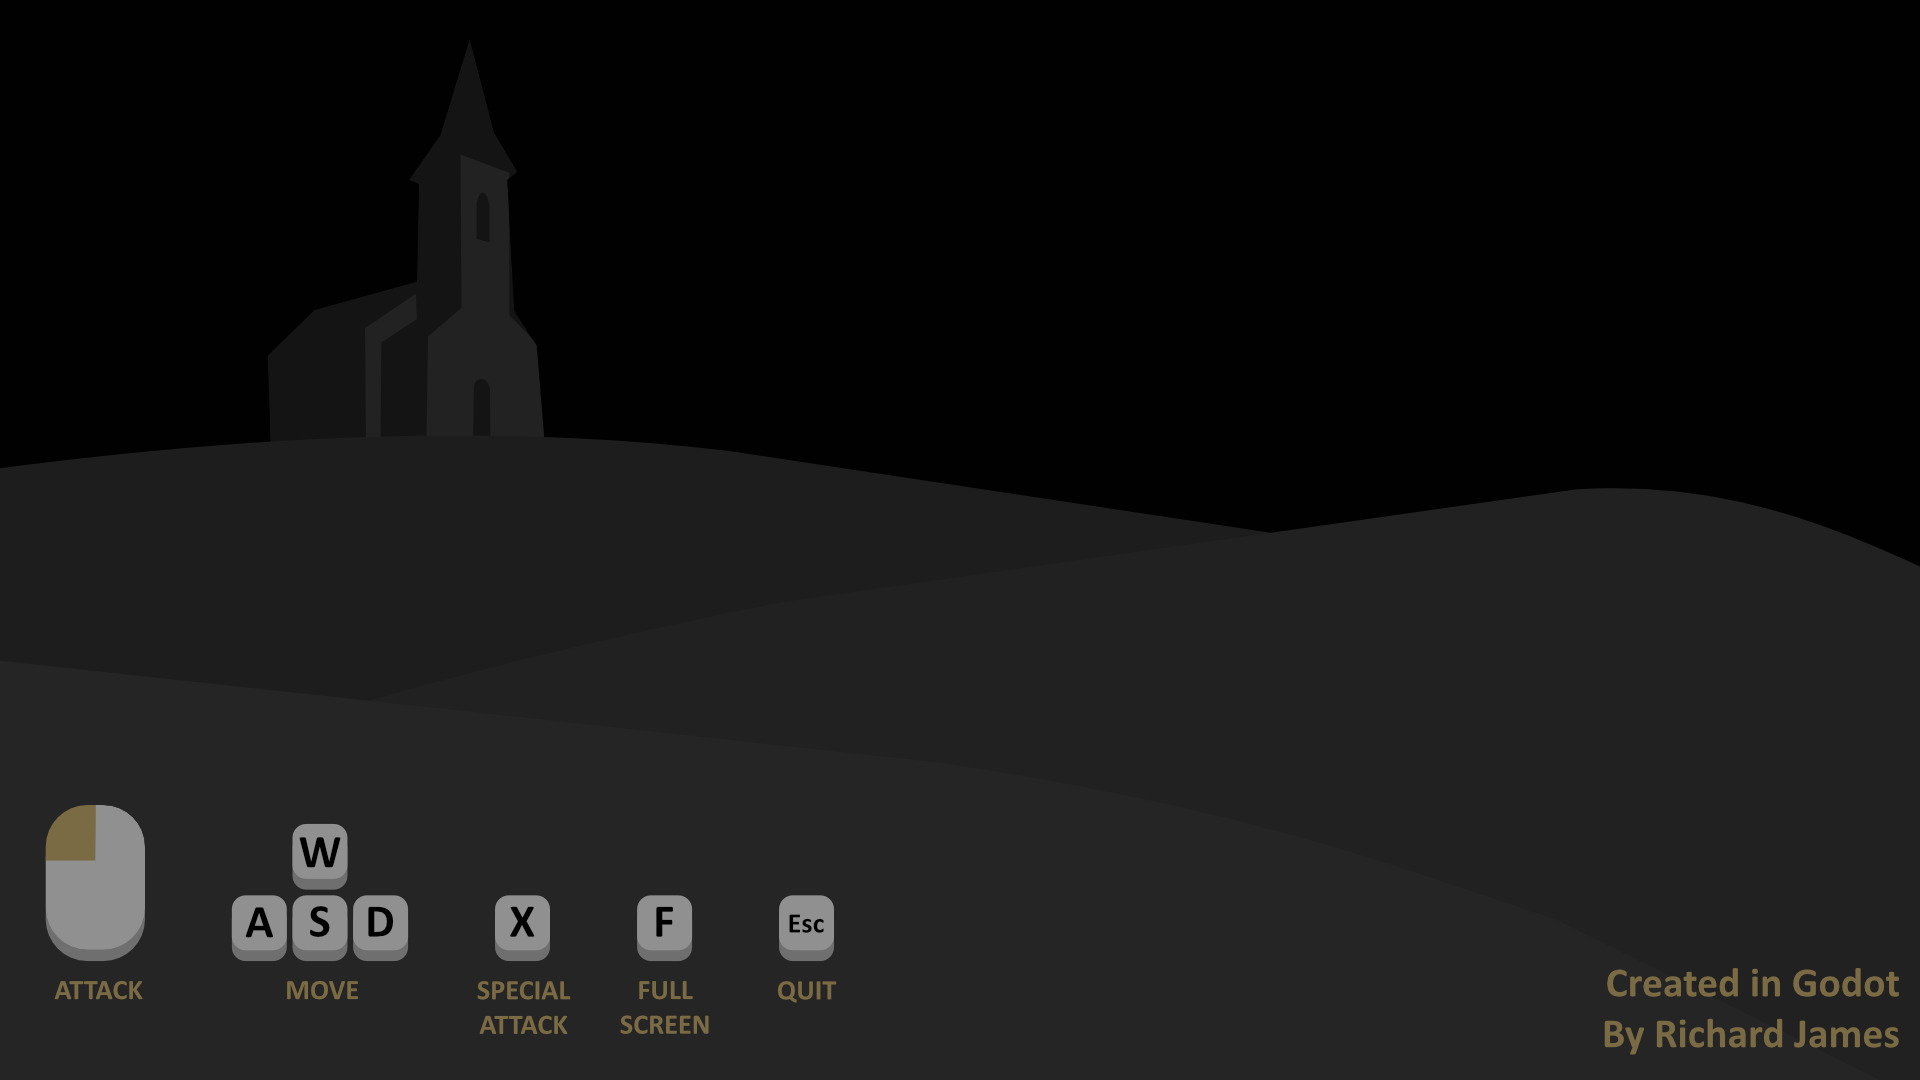 W
A S D X F Esc
ATTACK MOVE SPECIAL ATTACK FULL SCREEN QUIT
Created in Godot
By Richard James